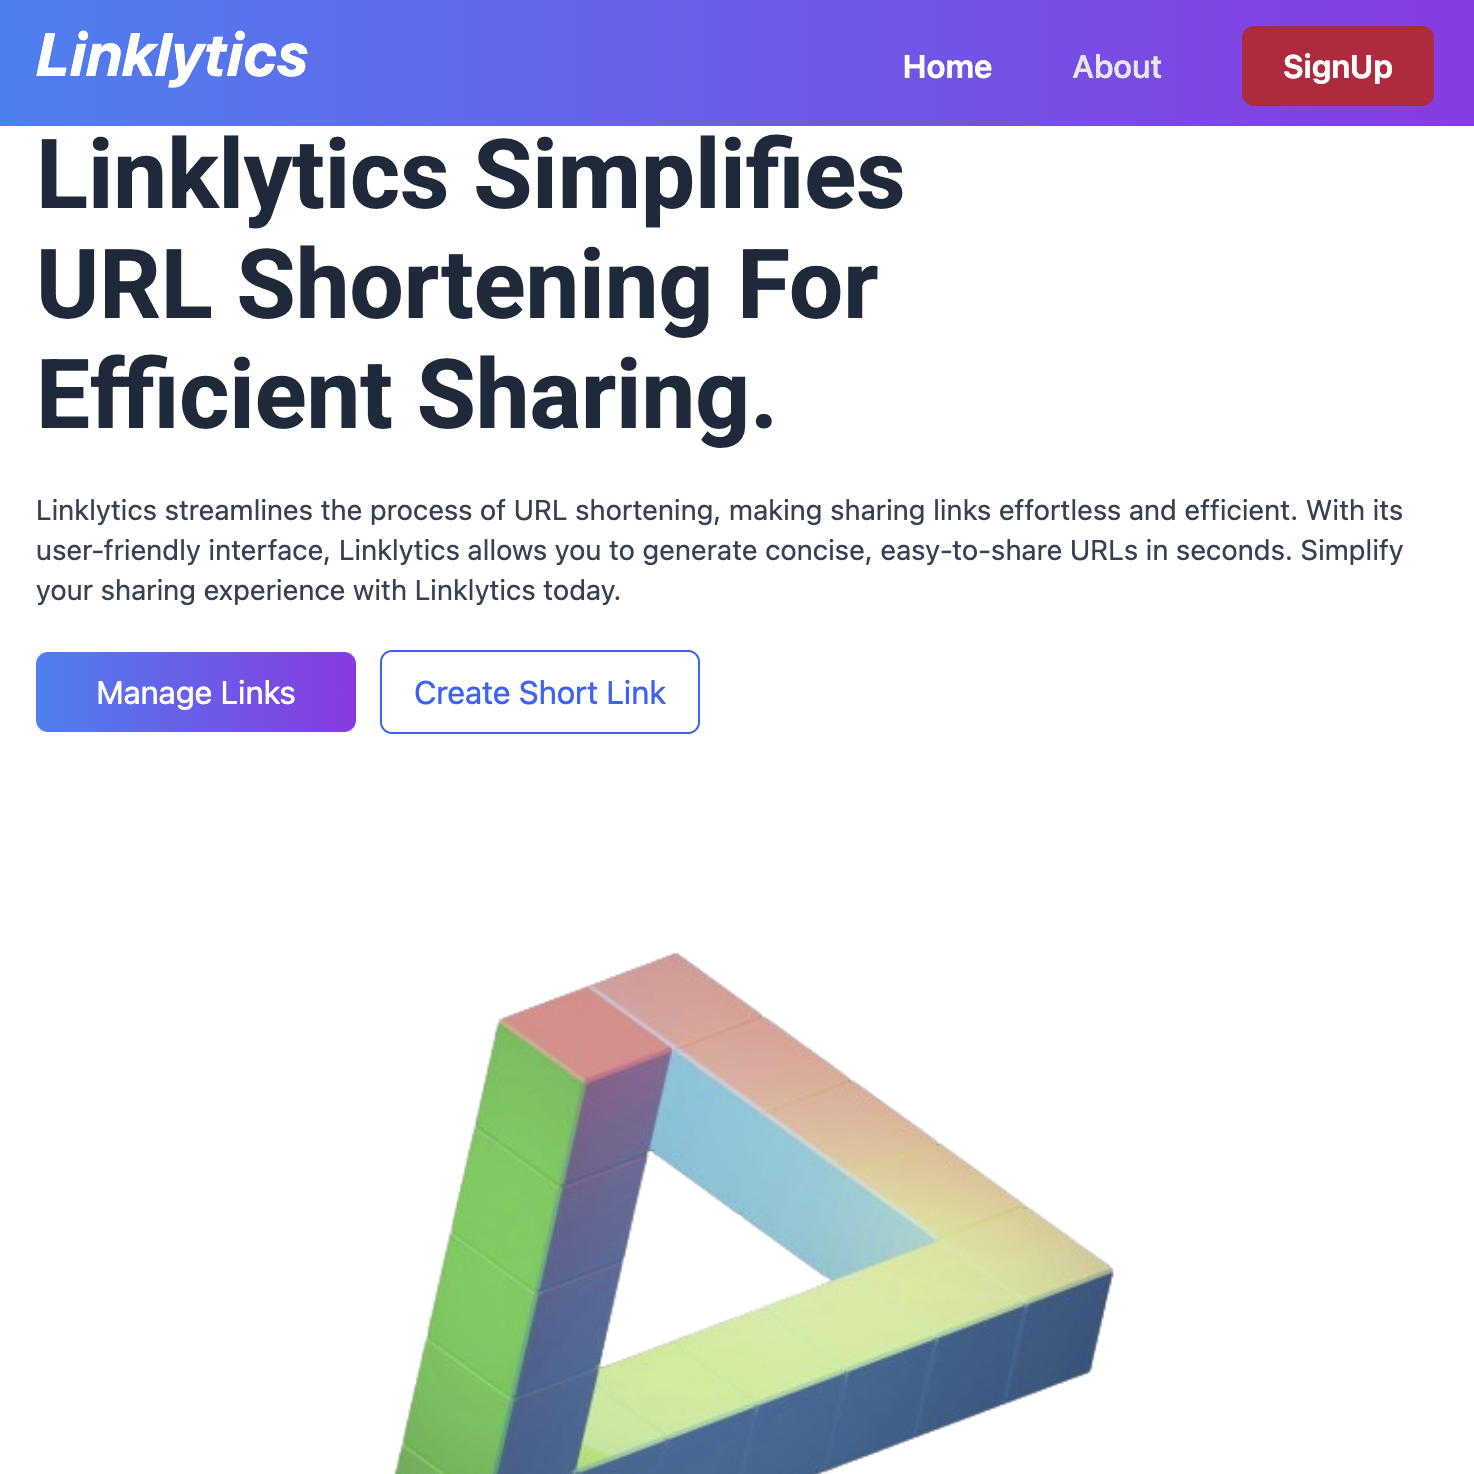 Linklytics
Home About SignUp
Linklytics Simplifies
URL Shortening For
Efficient Sharing.
Linklytics streamlines the process of URL shortening, making sharing links effortless and efficient. With its
user-friendly interface, Linklytics allows you to generate concise, easy-to-share URLs in seconds. Simplify
your sharing experience with Linklytics today.
Manage Links Create Short Link